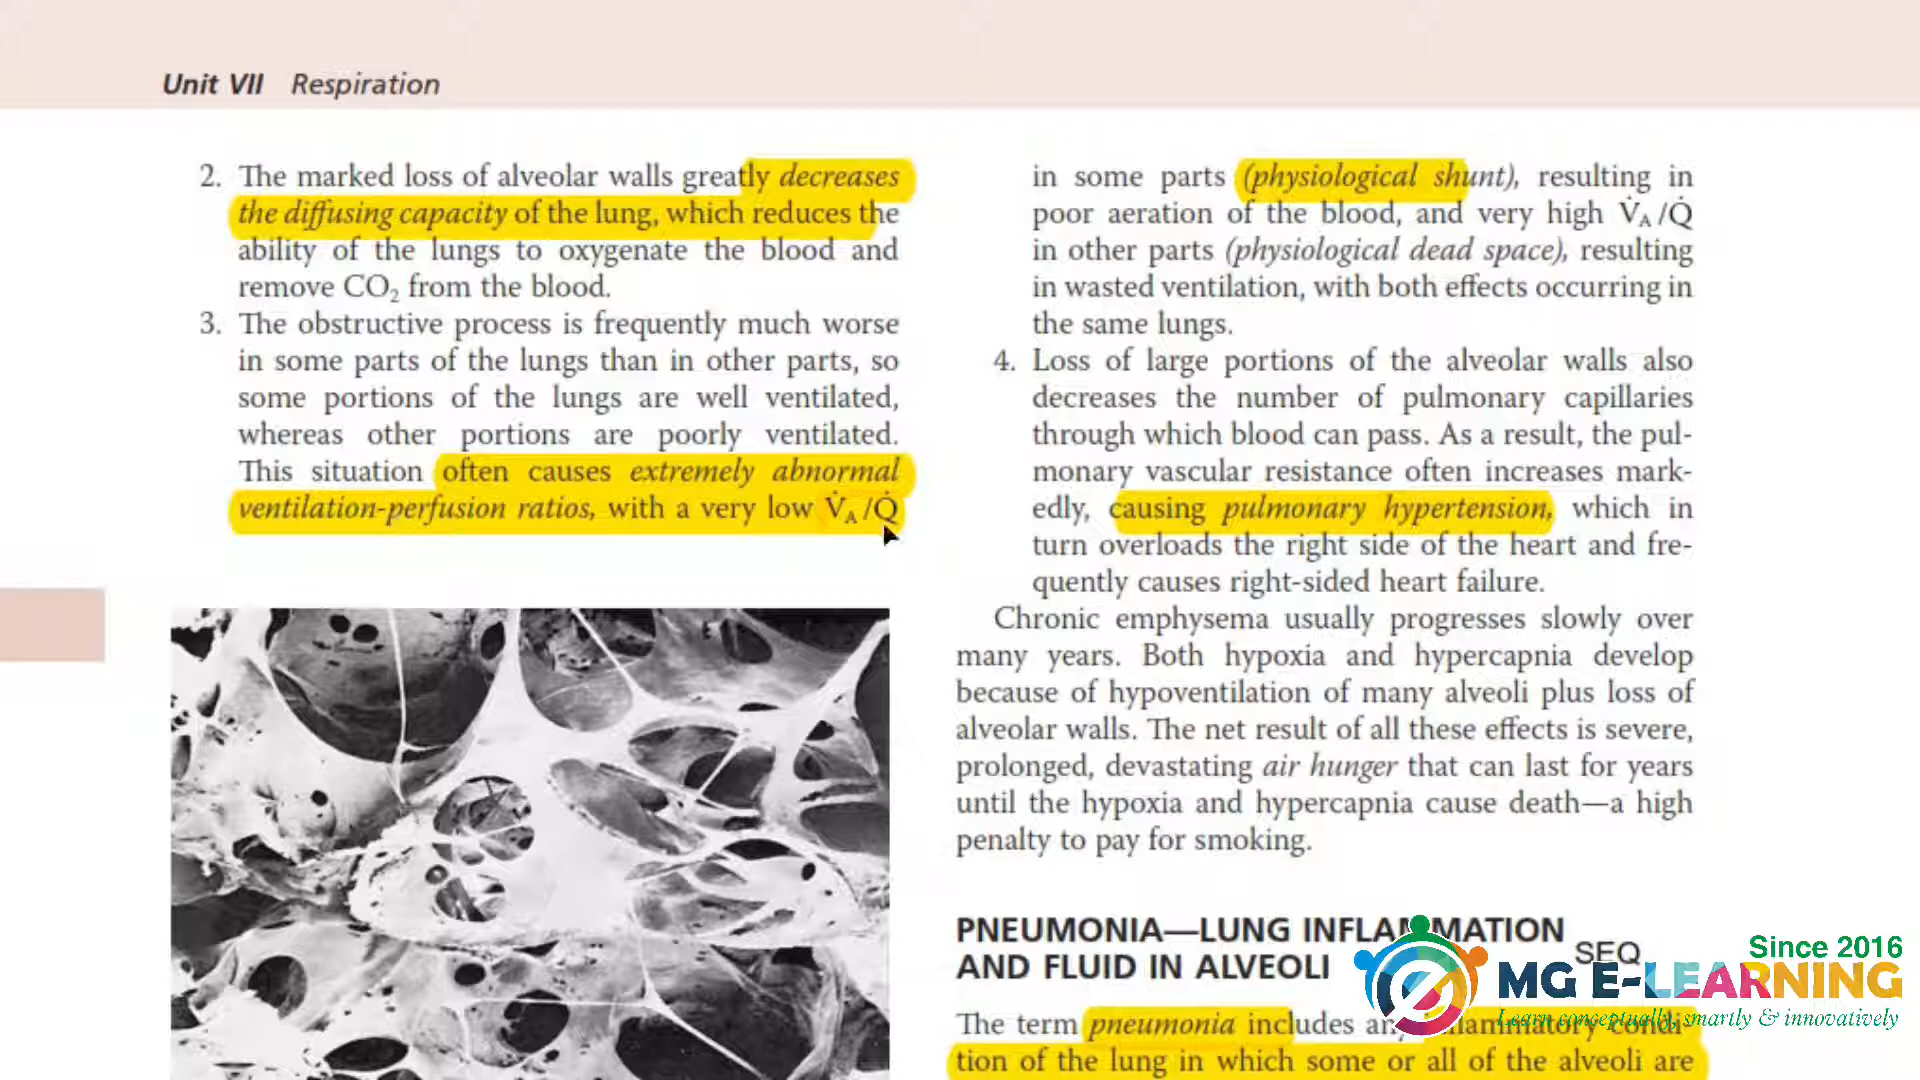 Unit VII Respiration
2. The marked loss of alveolar walls greatly decreases
the diffusing capacity of the lung, which reduces the
ability of the lungs to oxygenate the blood and
remove CO₂ from the blood.
3. The obstructive process is frequently much worse
in some parts of the lungs than in other parts, so
some portions of the lungs are well ventilated,
whereas other portions are poorly ventilated.
This situation often causes extremely abnormal
ventilation-perfusion ratios, with a very low V̇A/Q̇
in some parts (physiological shunt), resulting in
poor aeration of the blood, and very high V̇A/Q̇
in other parts (physiological dead space), resulting
in wasted ventilation, with both effects occurring in
the same lungs.
4. Loss of large portions of the alveolar walls also
decreases the number of pulmonary capillaries
through which blood can pass. As a result, the pul-
monary vascular resistance often increases mark-
edly, causing pulmonary hypertension, which in
turn overloads the right side of the heart and fre-
quently causes right-sided heart failure.
Chronic emphysema usually progresses slowly over
many years. Both hypoxia and hypercapnia develop
because of hypoventilation of many alveoli plus loss of
alveolar walls. The net result of all these effects is severe,
prolonged, devastating air hunger that can last for years
until the hypoxia and hypercapnia cause death—a high
penalty to pay for smoking.
PNEUMONIA—LUNG INFLAMMATION
AND FLUID IN ALVEOLI
SEQ
The term pneumonia includes
tion of the lung in which some or all of the alveoli are
Since 2016
MG E-LEARNING
Learn conceptually, smartly & innovatively